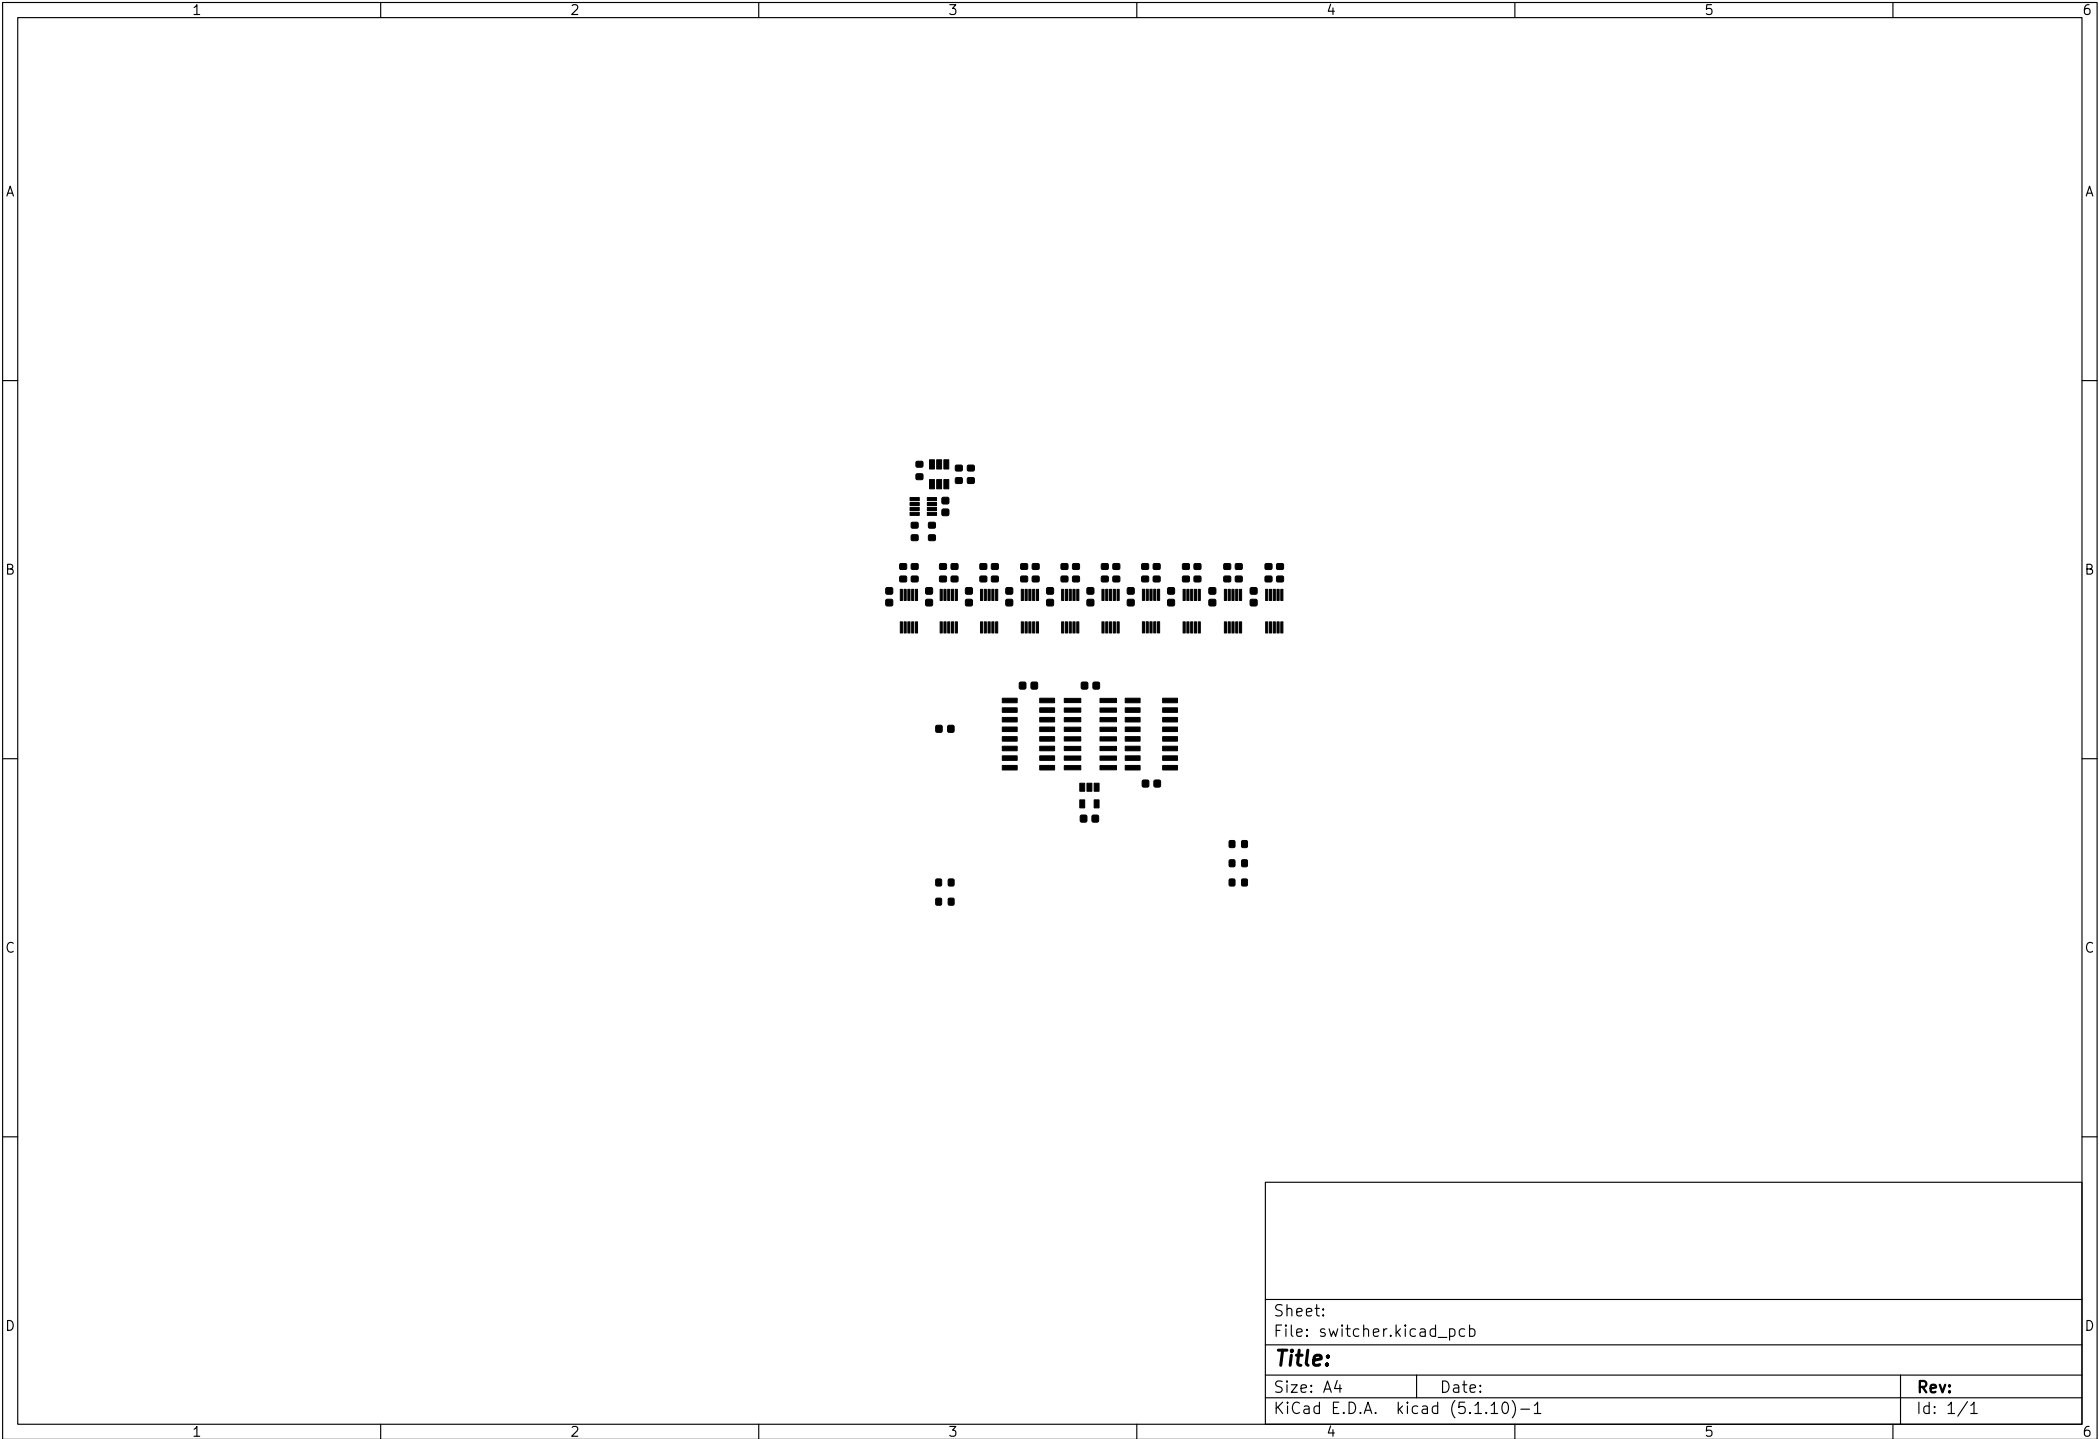 1 2 3 4 5 6
A A
B B
C C
Sheet:
D File: switcher.kicad_pcb D
Title:
Size: A4 Date: Rev:
KiCad E.D.A. kicad (5.1.10)-1 Id: 1/1
1 2 3 4 5 6